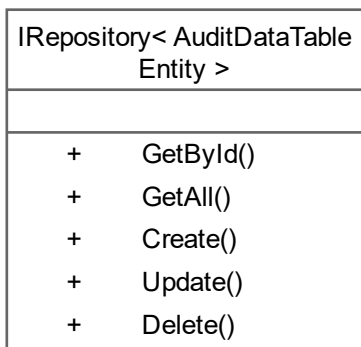 IRepository< AuditDataTable
Entity >
+ GetById()
+ GetAll()
+ Create()
+ Update()
+ Delete()